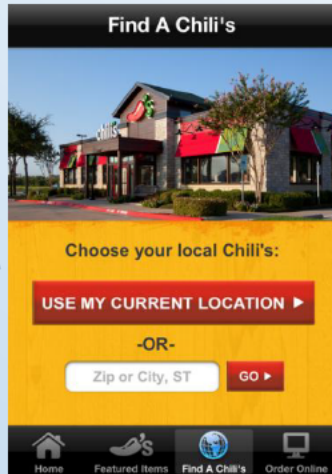 Find A Chili's
chili's
Choose your local Chili's:
USE MY CURRENT LOCATION
-OR-
Zip or City, ST
GO
Home Featured Items Find A Chili's Order Online